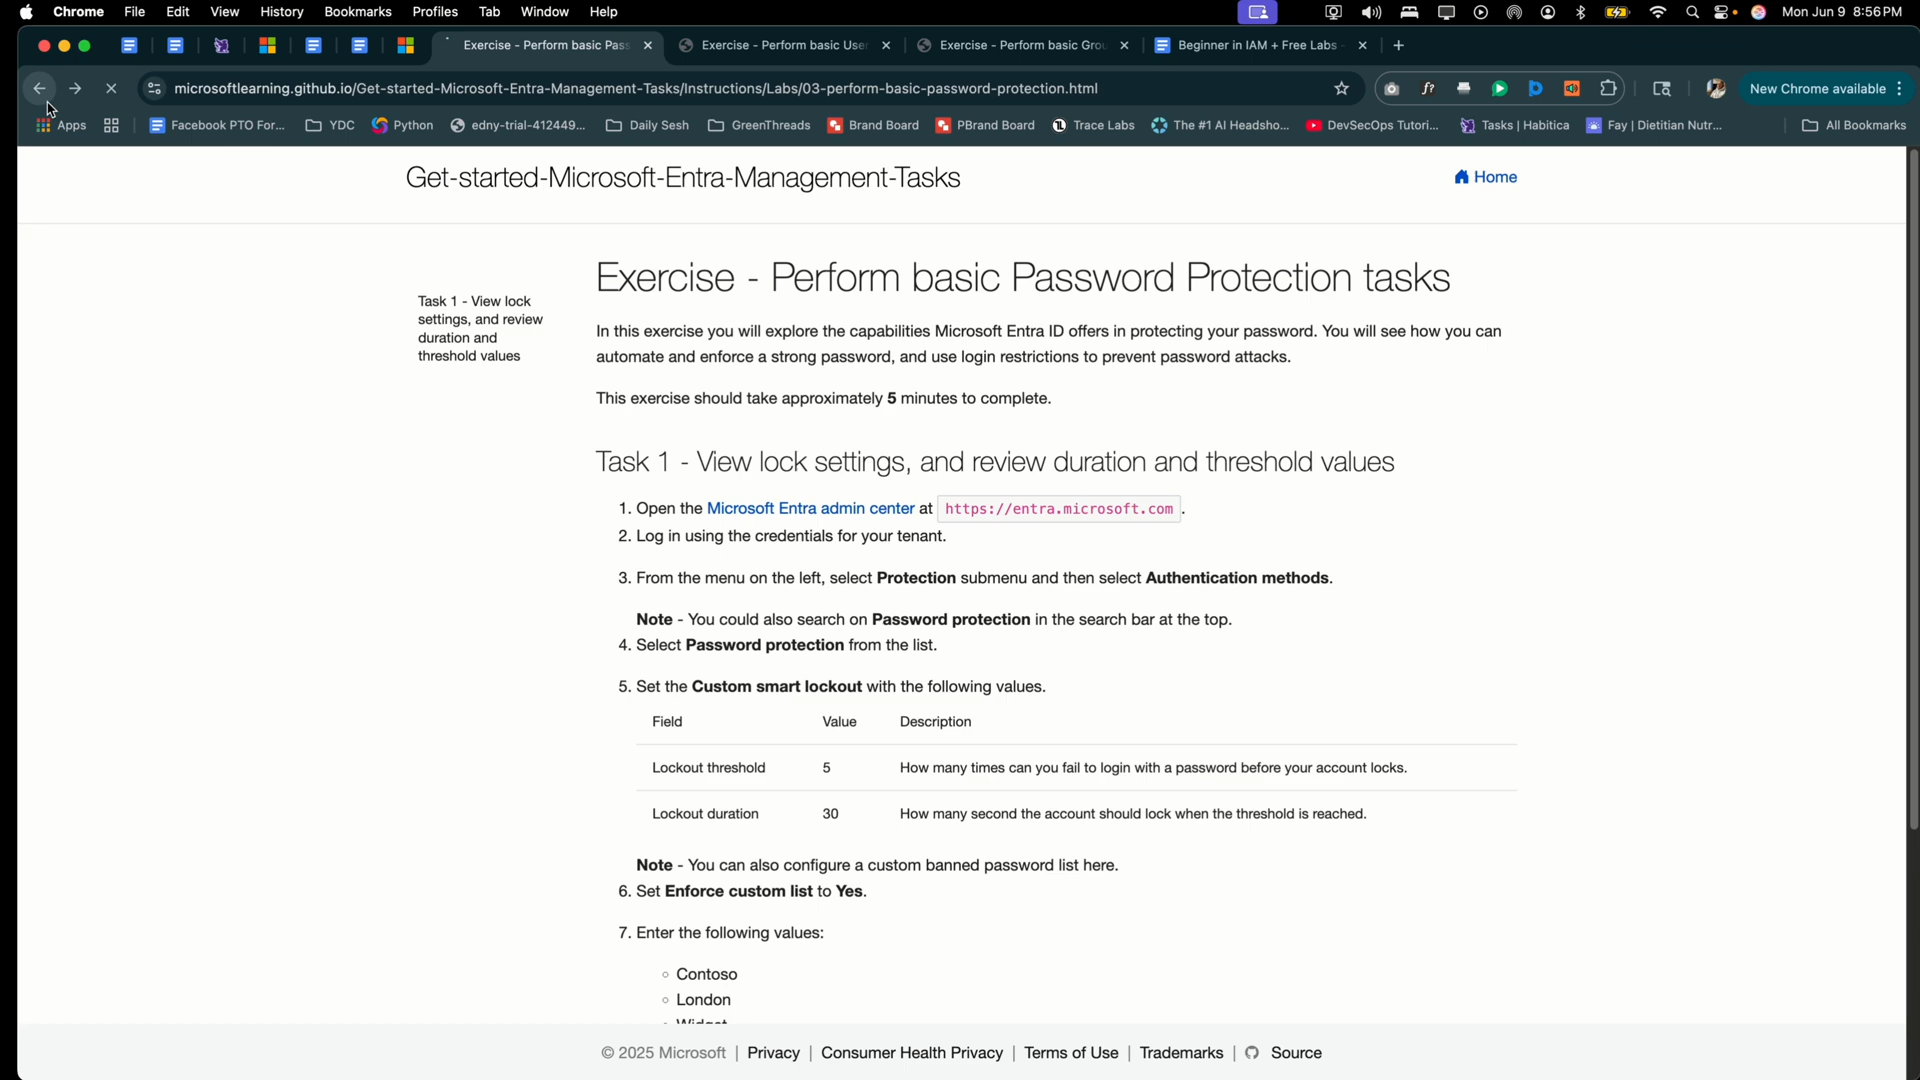 Chrome File Edit View History Bookmarks Profiles Tab Window Help Mon Jun 9 8:56 PM
Exercise - Perform basic Pass Exercise - Perform basic User Exercise - Perform basic Grou Beginner in IAM + Free Labs -
microsoftlearning.github.io/Get-started-Microsoft-Entra-Management-Tasks/Instructions/Labs/03-perform-basic-password-protection.html New Chrome available
Apps Facebook PTO For... YDC Python edny-trial-412449... Daily Sesh GreenThreads Brand Board PBrand Board Trace Labs The #1 AI Headsho... DevSecOps Tutori... Tasks | Habitica Fay | Dietitian Nutr... All Bookmarks
Get-started-Microsoft-Entra-Management-Tasks Home
Task 1 - View lock
settings, and review
duration and
threshold values
Exercise - Perform basic Password Protection tasks
In this exercise you will explore the capabilities Microsoft Entra ID offers in protecting your password. You will see how you can
automate and enforce a strong password, and use login restrictions to prevent password attacks.
This exercise should take approximately 5 minutes to complete.
Task 1 - View lock settings, and review duration and threshold values
1. Open the Microsoft Entra admin center at https://entra.microsoft.com.
2. Log in using the credentials for your tenant.
3. From the menu on the left, select Protection submenu and then select Authentication methods.
Note - You could also search on Password protection in the search bar at the top.
4. Select Password protection from the list.
5. Set the Custom smart lockout with the following values.
Field Value Description
Lockout threshold 5 How many times can you fail to login with a password before your account locks.
Lockout duration 30 How many second the account should lock when the threshold is reached.
Note - You can also configure a custom banned password list here.
6. Set Enforce custom list to Yes.
7. Enter the following values:
Contoso
London
Widget
© 2025 Microsoft | Privacy | Consumer Health Privacy | Terms of Use | Trademarks | Source